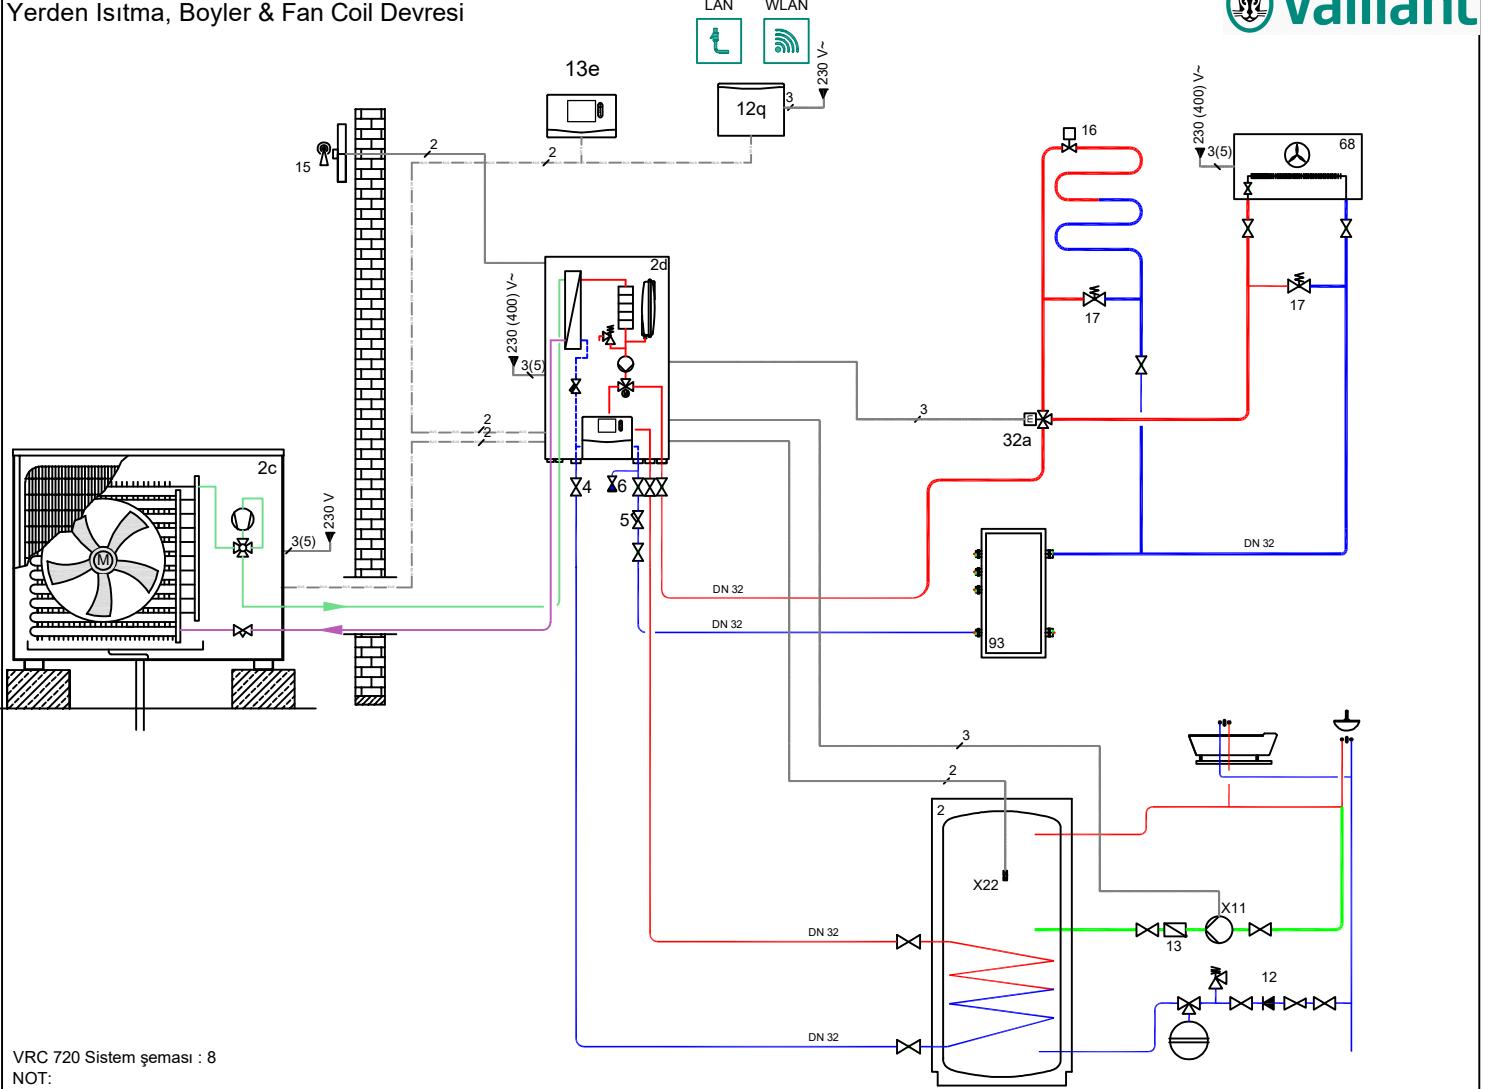 Yerden Isıtma, Boyler & Fan Coil Devresi
LAN
WLAN
Vaillant
13e
12q
3
230 V~
2
2
15
16
230 (400) V~
3(5)
68
2d
230 (400) V~
3(5)
17
17
2
2
3
32a
2c
3(5)
230 V
M
m
4
6
5
DN 32
DN 32
DN 32
93
3
2
2
X22
X11
13
12
DN 32
DN 32
VRC 720 Sistem şeması : 8
NOT: